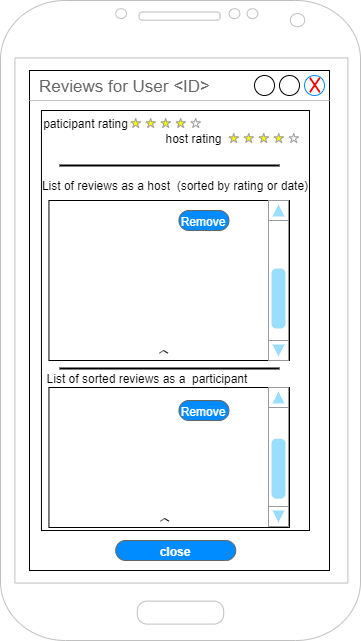 Reviews for User <ID>
X
paticipant rating
host rating
List of reviews as a host  (sorted by rating or date)
Remove
List of sorted reviews as a  participant
Remove
close